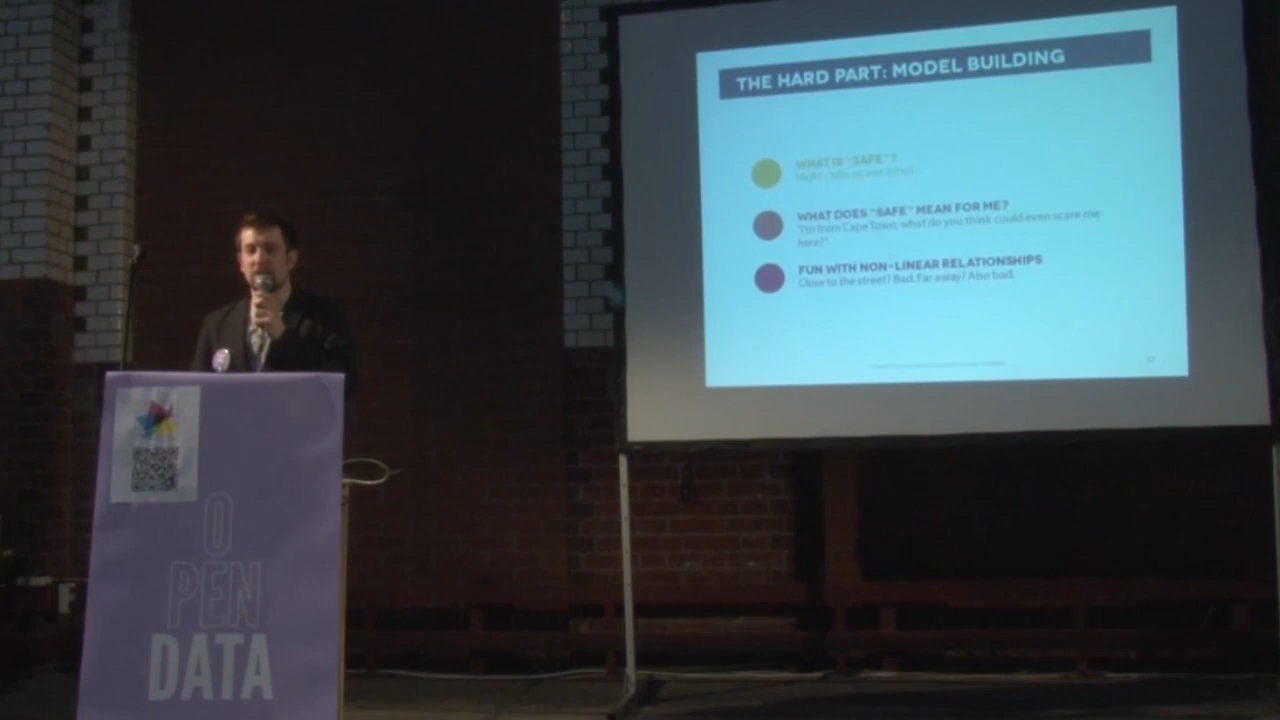 THE HARD PART: MODEL BUILDING
WHAT IS "SAFE"?
WHAT DOES "SAFE" MEAN FOR ME?
"I'm from Cape Town, what do you think could even scare me
here?"
FUN WITH NON-LINEAR RELATIONSHIPS
Close to the street? Bad. Far away? Also bad.
O
PEN
DATA